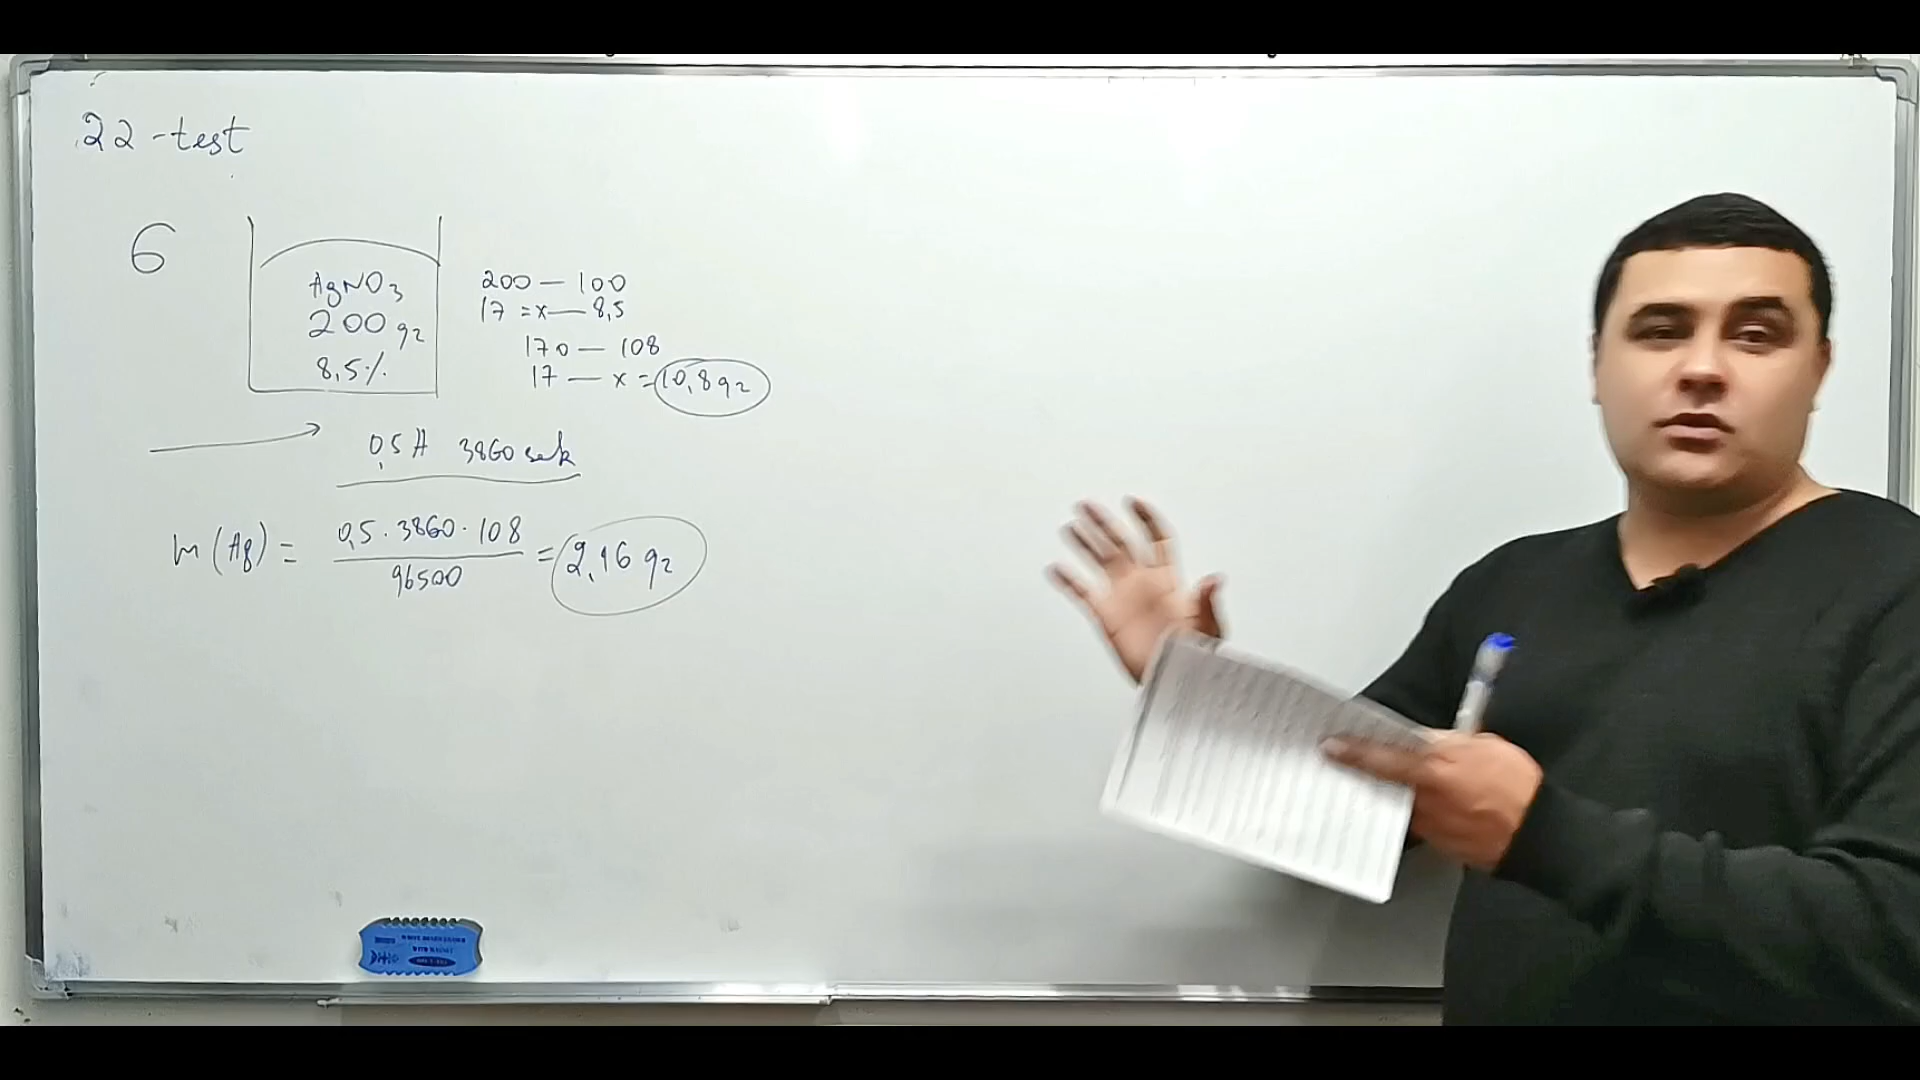 22-test
6
AgNO3
200 gr
8,5%
200 — 100
17 = x — 8,5
170 — 108
17 — x = 10,8 gr
0,5 A 3860 sek
m(Ag) = 0,5 · 3860 · 108 / 96500 = 2,16 gr